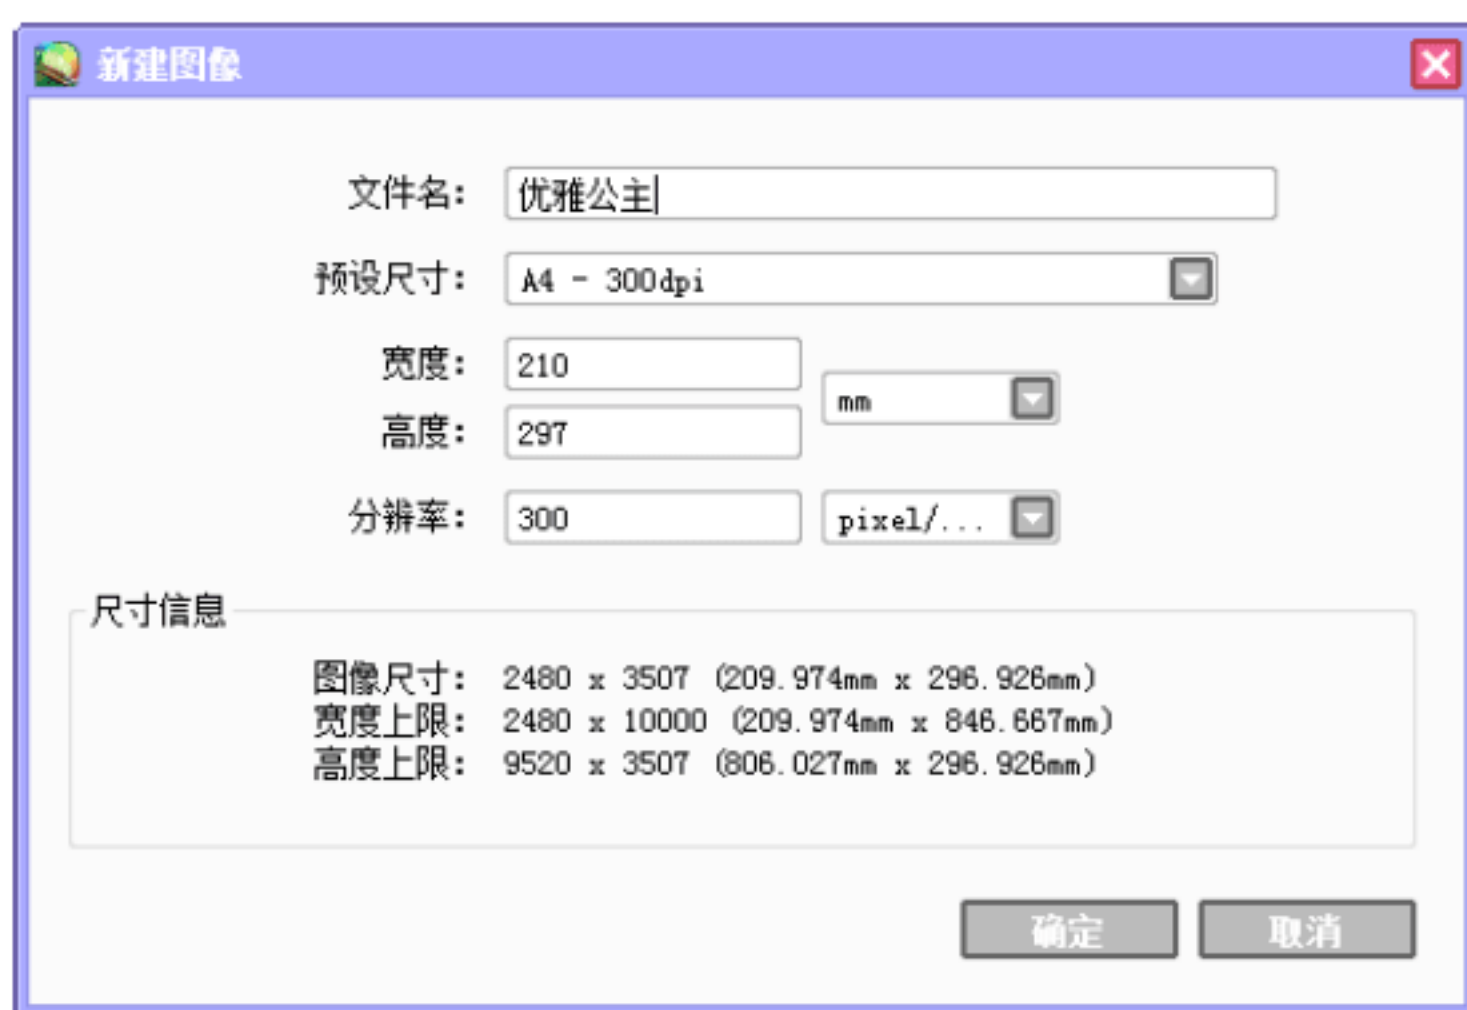 新建图像
文件名： 优雅公主
预设尺寸： A4 - 300dpi
宽度： 210
mm
高度： 297
分辨率： 300 pixel/...
尺寸信息
图像尺寸： 2480 x 3507 (209.974mm x 296.926mm)
宽度上限： 2480 x 10000 (209.974mm x 846.667mm)
高度上限： 9520 x 3507 (806.027mm x 296.926mm)
确定 取消